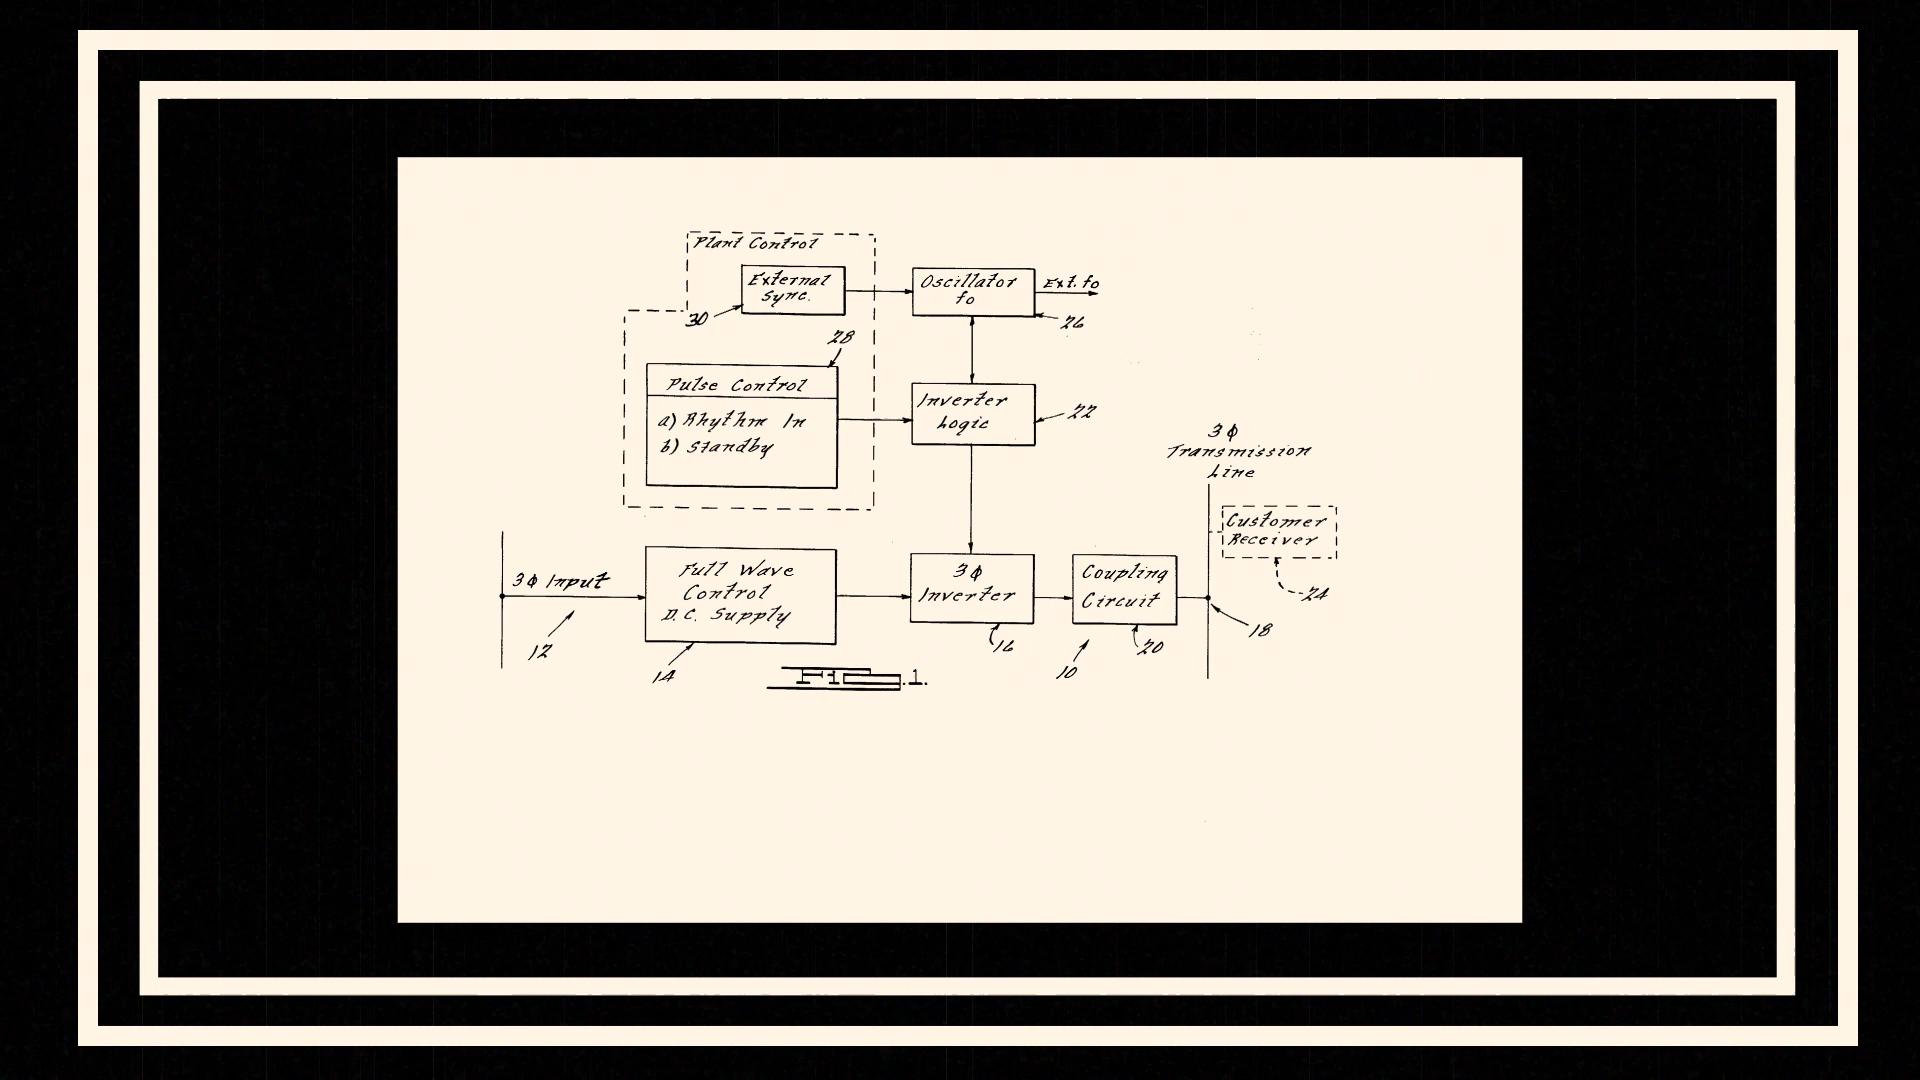 Plant Control
External
Sync.
30
Oscillator
fo
Ext. fo
26
28
Pulse Control
a) Rhythm In
b) Standby
Inverter
Logic
22
3Φ
Transmission
Line
Customer
Receiver
24
3Φ Input
12
Full Wave
Control
D.C. Supply
14
3Φ
Inverter
16
Coupling
Circuit
20
10
18
FIG.1.